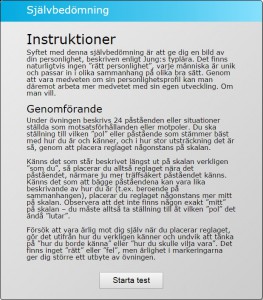 Självbedömning
Instruktioner
Syftet med denna självbedömning är att ge dig en bild av
din personlighet, beskriven enligt Jung:s typlära. Det finns
naturligtvis ingen "rätt personlighet", varje människa är unik
och passar in i olika sammanhang på olika bra sätt. Genom
att vara medveten om sin personlighetsprofil kan man
däremot arbeta mer medvetet med sin egen utveckling. Om
man vill.
Genomförande
Under övningen beskrivs 24 påståenden eller situationer
ställda som motsatsförhållanden eller motpoler. Du ska
ta ställning till vilken "pol" eller påstående som stämmer bäst
med hur du är och känner, och i hur stor utsträckning det är
så, genom att placera reglaget någonstans på skalan.
Känns det som står beskrivet längst ut på skalan verkligen
"som du", så placerar du alltså reglaget nära det
påståendet, närmare ju mer träffsäkert påstående känns.
Känns det som att bägge påståendena kan vara lika
beskrivande av hur du är (t.ex. beroende på
sammanhangen), placerar du reglaget någonstans mer mitt
på skalan. Observera att det inte finns någon exakt "mitt"
på skalan – du måste alltså ta ställning till åt vilken "pol" det
ändå "lutar".
Försök att vara ärlig mot dig själv när du placerar reglaget,
gör det utifrån hur du verkligen känner och undvik att tänka
på "hur du borde känna" eller "hur du skulle vilja vara". Det
finns inget "rätt" eller "fel", men ärlighet i markeringarna
ger dig större ett utbyte av övningen.
Starta test